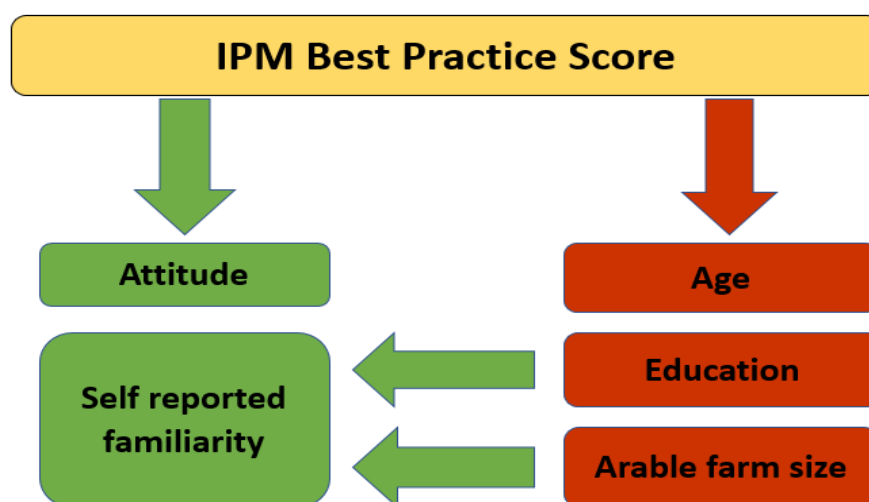 IPM Best Practice Score
Attitude
Age
Self reported
familiarity
Education
Arable farm size